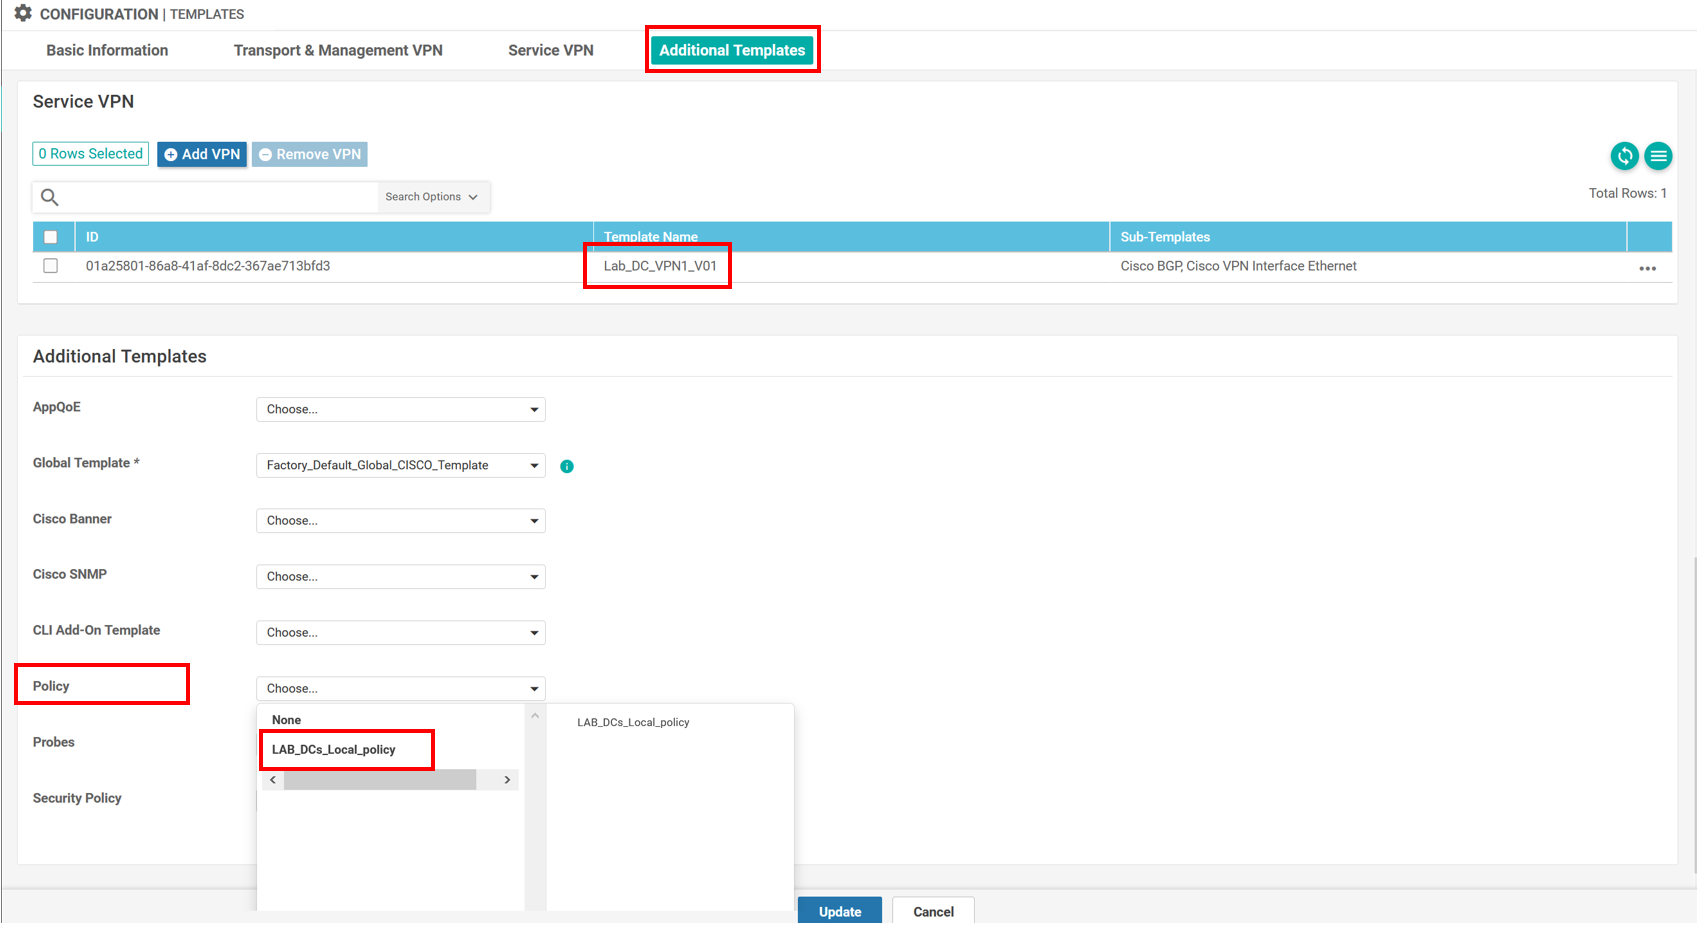 CONFIGURATION | TEMPLATES
Basic Information Transport & Management VPN Service VPN Additional Templates
Service VPN
0 Rows Selected Add VPN Remove VPN
Search Options
Total Rows: 1
ID Template Name Sub-Templates
01a25801-86a8-41af-8dc2-367ae713bfd3 Lab_DC_VPN1_V01 Cisco BGP, Cisco VPN Interface Ethernet
Additional Templates
AppQoE Choose...
Global Template * Factory_Default_Global_CISCO_Template
Cisco Banner Choose...
Cisco SNMP Choose...
CLI Add-On Template Choose...
Policy Choose...
None LAB_DCs_Local_policy
Probes LAB_DCs_Local_policy
Security Policy
Update Cancel